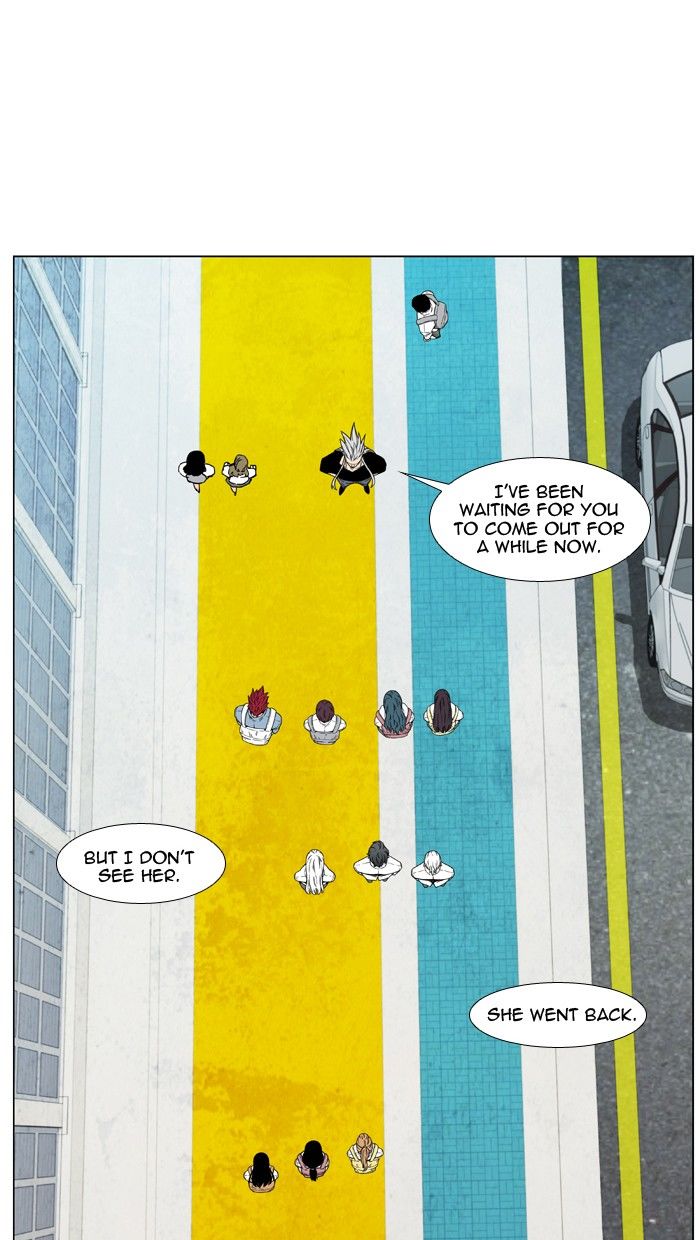 I'VE BEEN
WAITING FOR YOU
TO COME OUT FOR
A WHILE NOW.
BUT I DON'T
SEE HER.
SHE WENT BACK.